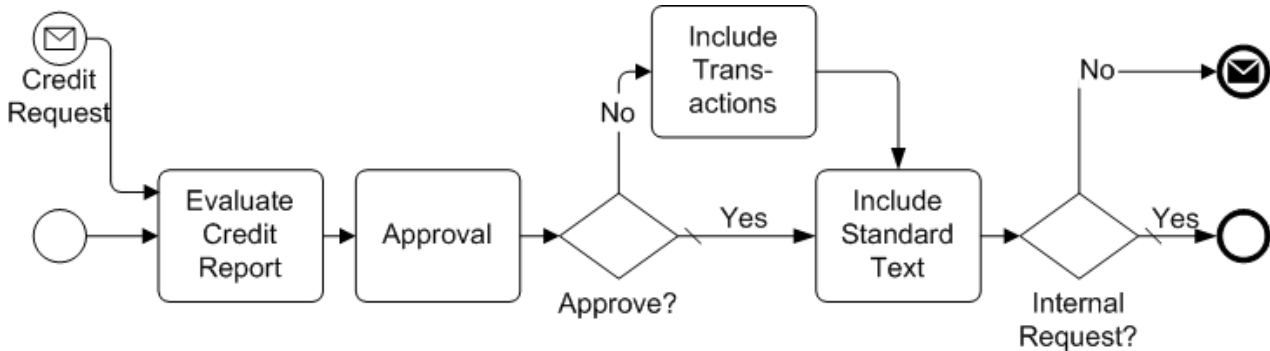 Credit
Request
Evaluate
Credit
Report
Approval
Approve?
No
Yes
Include
Trans-
actions
Include
Standard
Text
Internal
Request?
No
Yes